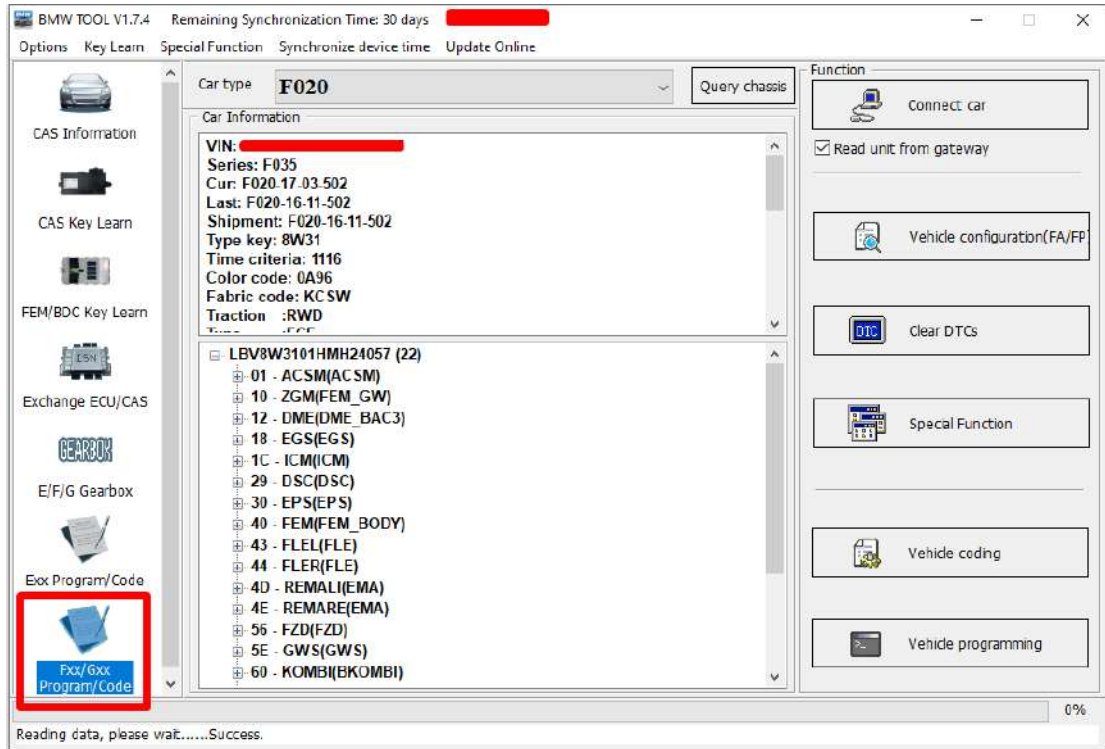 BMW TOOL V1.7.4 Remaining Synchronization Time: 30 days
Options Key Learn Special Function Synchronize device time Update Online
CAS Information
CAS Key Learn
FEM/BDC Key Learn
DSN
Exchange ECU/CAS
GEARBOX
E/F/G Gearbox
Exx Program/Code
Fxx/Gxx
Program/Code
Car type F020 Query chassis
Car Information
VIN:
Series: F035
Cur: F020-17-03-502
Last: F020-16-11-502
Shipment: F020-16-11-502
Type key: 8W31
Time criteria: 1116
Color code: 0A96
Fabric code: KCSW
Traction :RWD
LBV8W3101HMH24057 (22)
01 - ACSM(ACSM)
10 - ZGM(FEM_GW)
12 - DME(DME_BAC3)
18 - EGS(EGS)
1C - ICM(ICM)
29 - DSC(DSC)
30 - EPS(EPS)
40 - FEM(FEM_BODY)
43 - FLEL(FLE)
44 - FLER(FLE)
4D - REMALI(EMA)
4E - REMARE(EMA)
56 - FZD(FZD)
5E - GWS(GWS)
60 - KOMBI(BKOMBI)
Function
Connect car
Read unit from gateway
Vehicle configuration(FA/FP
DTC
Clear DTCs
Special Function
Vehicle coding
Vehicle programming
0%
Reading data, please wait......Success.